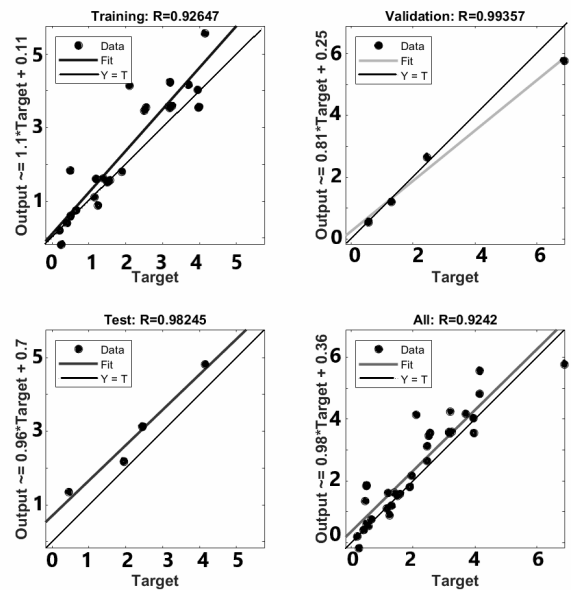 Training: R=0.92647
Output ~= 1.1*Target + 0.11
5
3
1
Data
Fit
Y = T
0 1 2 3 4 5
Target
Validation: R=0.99357
Output ~= 0.81*Target + 0.25
6
4
2
0
Data
Fit
Y = T
0 2 4 6
Target
Test: R=0.98245
Output ~= 0.96*Target + 0.7
5
3
1
Data
Fit
Y = T
0 1 2 3 4 5
Target
All: R=0.9242
Output ~= 0.98*Target + 0.36
6
4
2
0
Data
Fit
Y = T
0 2 4 6
Target